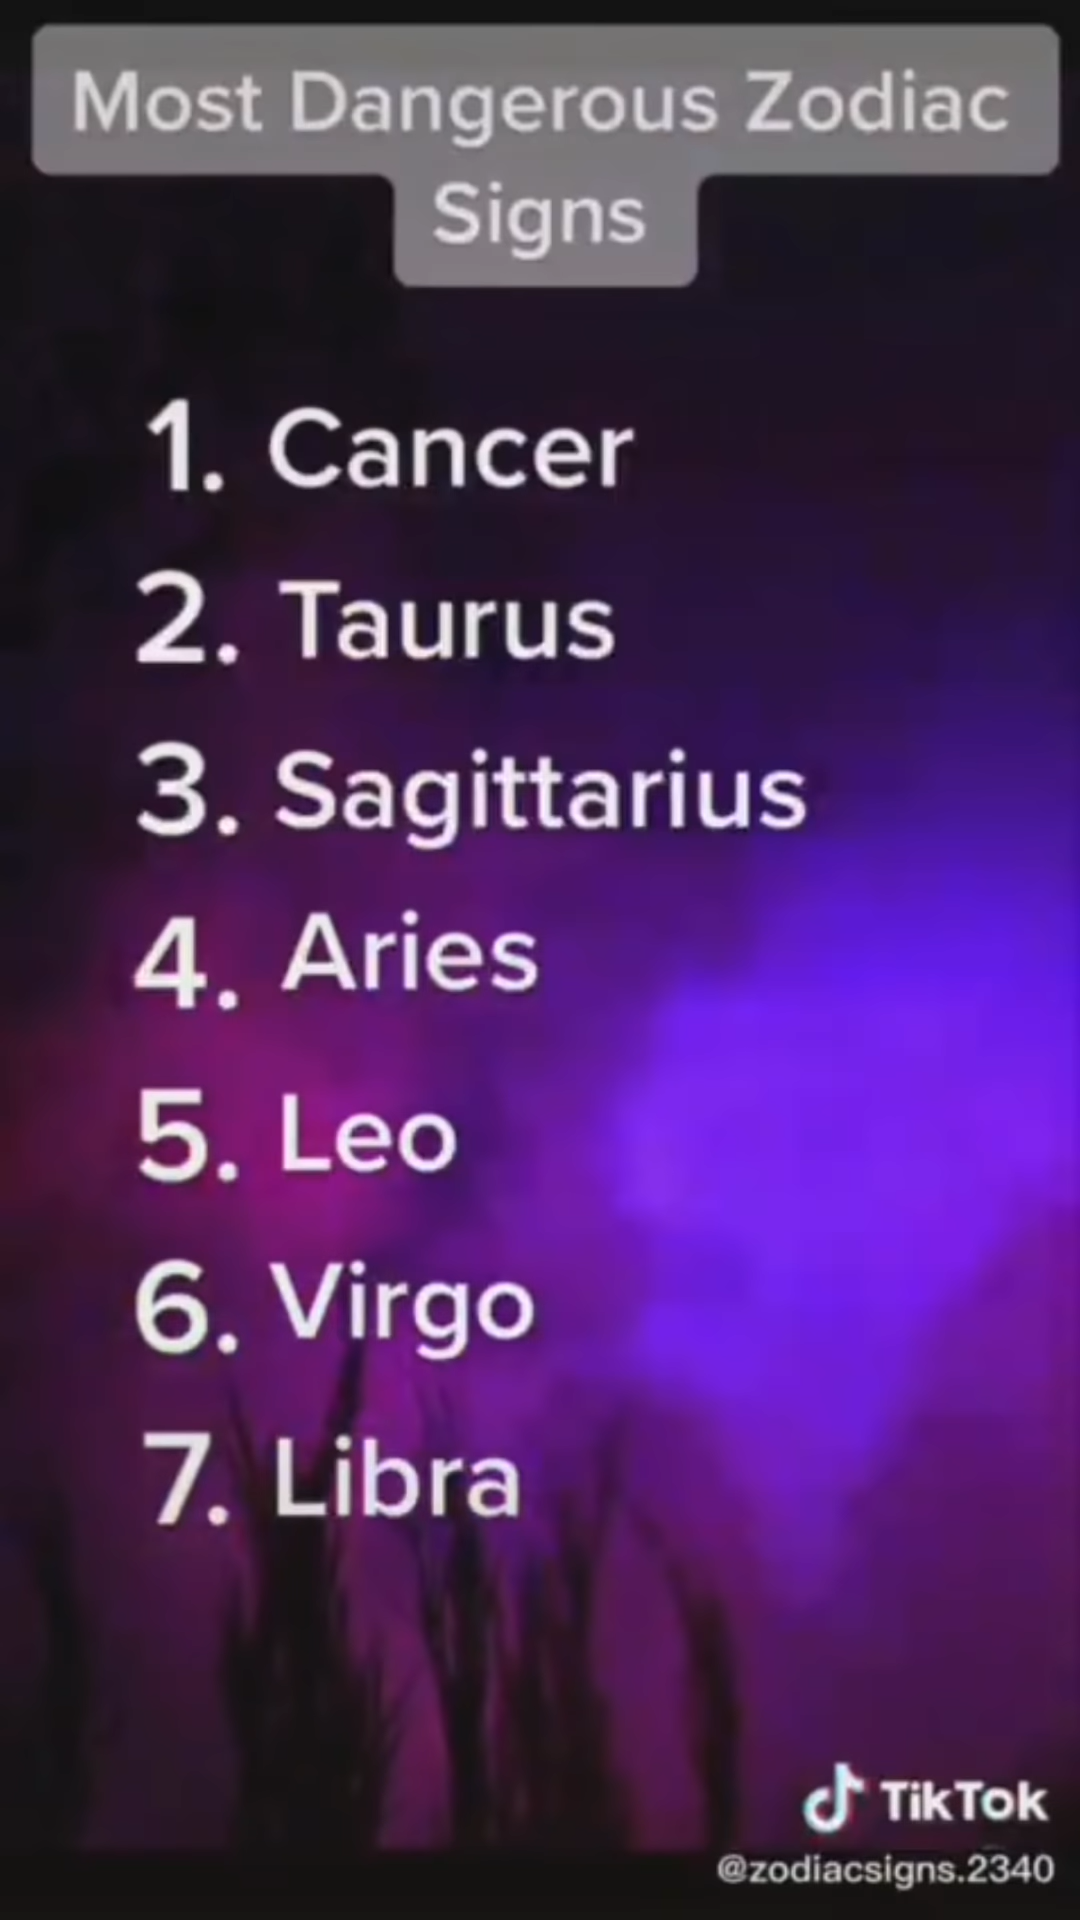 Most Dangerous Zodiac
Signs
1. Cancer
2. Taurus
3. Sagittarius
4. Aries
5. Leo
6. Virgo
7. Libra
TikTok
@zodiacsigns.2340